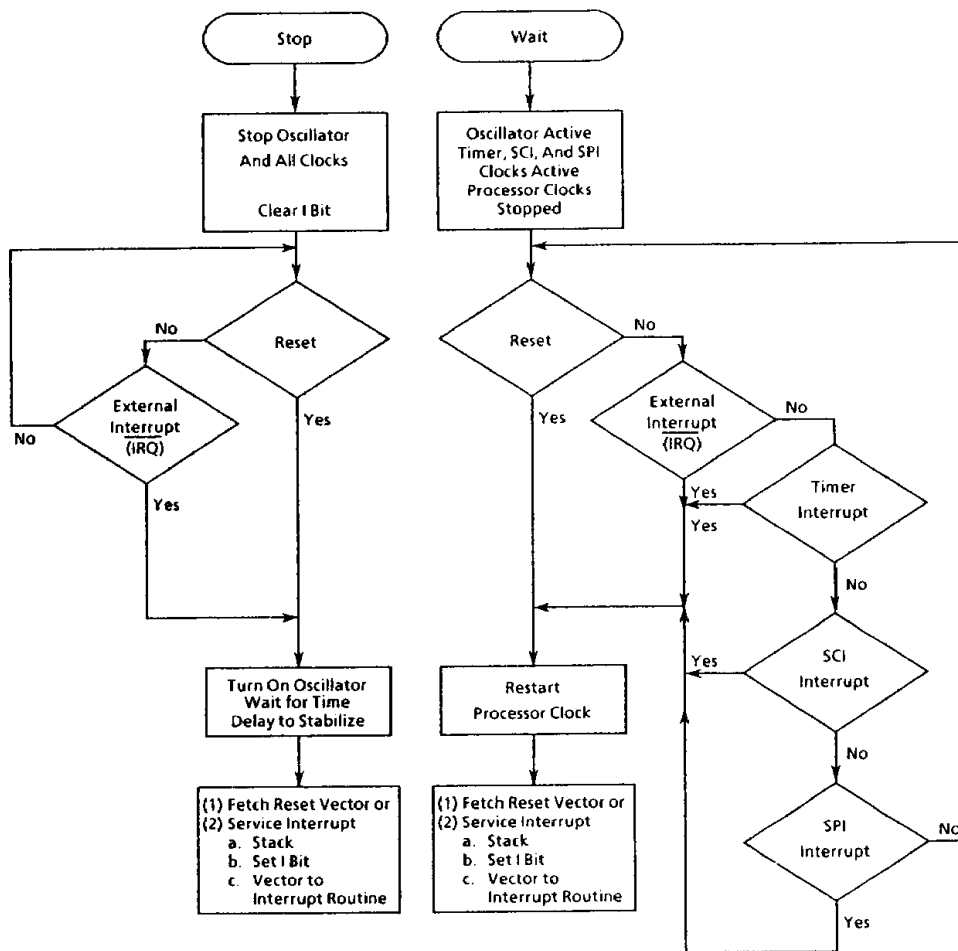 Stop
Stop Oscillator
And All Clocks
Clear I Bit
Reset
No
Yes
External
Interrupt
(IRQ)
No
Yes
Turn On Oscillator
Wait for Time
Delay to Stabilize
(1) Fetch Reset Vector or
(2) Service Interrupt
a. Stack
b. Set I Bit
c. Vector to
Interrupt Routine
Wait
Oscillator Active
Timer, SCI, And SPI
Clocks Active
Processor Clocks
Stopped
Reset
No
Yes
External
Interrupt
(IRQ)
No
Yes
Timer
Interrupt
Yes
No
SCI
Interrupt
Yes
No
SPI
Interrupt
No
Yes
Restart
Processor Clock
(1) Fetch Reset Vector or
(2) Service Interrupt
a. Stack
b. Set I Bit
c. Vector to
Interrupt Routine